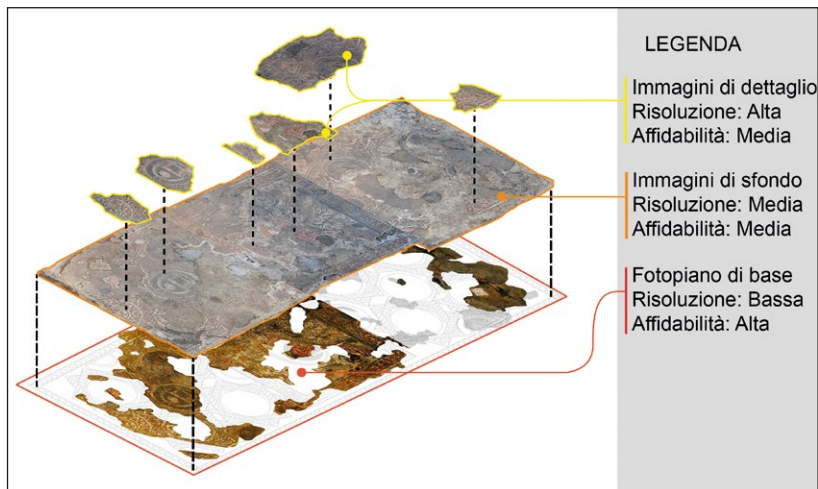 LEGENDA
Immagini di dettaglio
Risoluzione: Alta
Affidabilità: Media
Immagini di sfondo
Risoluzione: Media
Affidabilità: Media
Fotopiano di base
Risoluzione: Bassa
Affidabilità: Alta